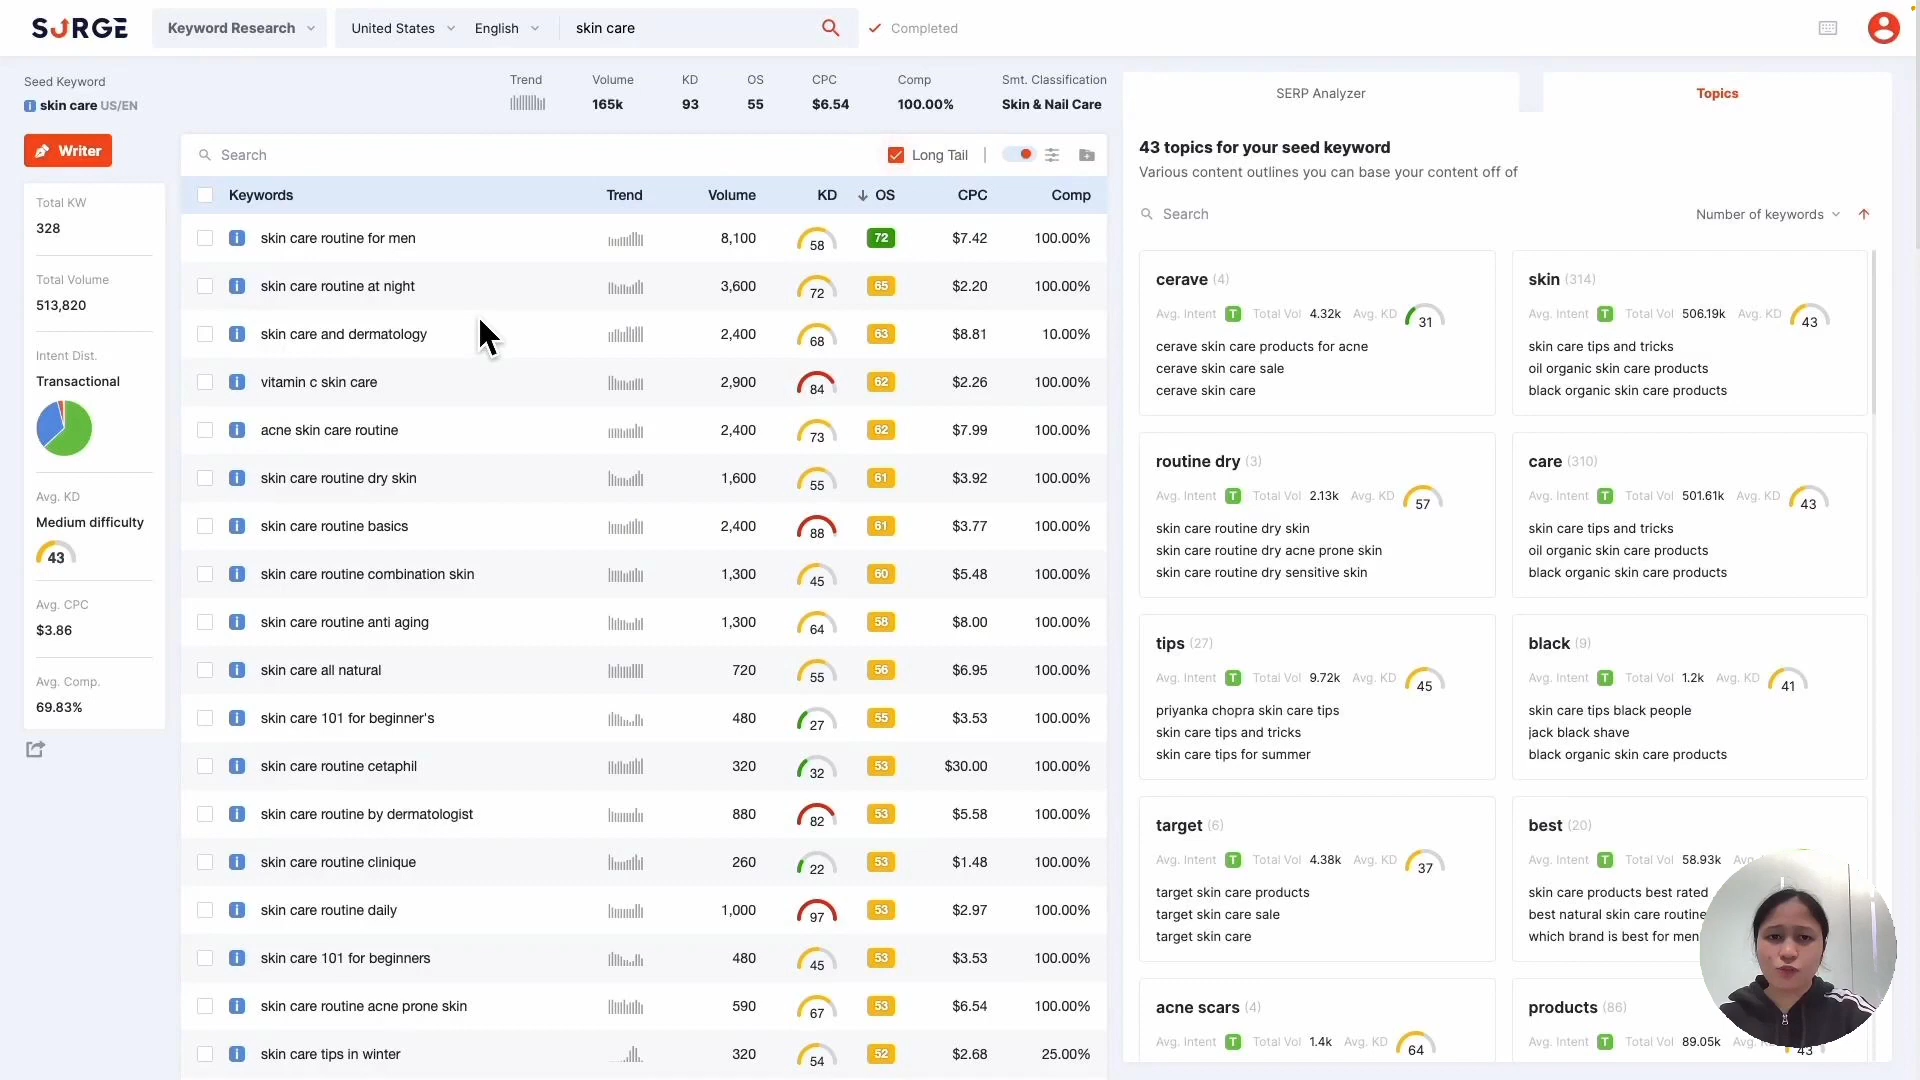 SURGE
Keyword Research
United States
English
skin care
Completed
Seed Keyword
i skin care US/EN
Trend
Volume 165k
KD 93
OS 55
CPC $6.54
Comp 100.00%
Smt. Classification Skin & Nail Care
Writer
Total KW
328
Total Volume
513,820
Intent Dist.
Transactional
Avg. KD
Medium difficulty
43
Avg. CPC
$3.86
Avg. Comp.
69.83%
Search
Long Tail
Keywords Trend Volume KD OS CPC Comp
i skin care routine for men 8,100 58 72 $7.42 100.00%
i skin care routine at night 3,600 72 65 $2.20 100.00%
i skin care and dermatology 2,400 68 63 $8.81 10.00%
i vitamin c skin care 2,900 84 62 $2.26 100.00%
i acne skin care routine 2,400 73 62 $7.99 100.00%
i skin care routine dry skin 1,600 55 61 $3.92 100.00%
i skin care routine basics 2,400 88 61 $3.77 100.00%
i skin care routine combination skin 1,300 45 60 $5.48 100.00%
i skin care routine anti aging 1,300 64 58 $8.00 100.00%
i skin care all natural 720 55 56 $6.95 100.00%
i skin care 101 for beginner's 480 27 55 $3.53 100.00%
i skin care routine cetaphil 320 32 53 $30.00 100.00%
i skin care routine by dermatologist 880 82 53 $5.58 100.00%
i skin care routine clinique 260 22 53 $1.48 100.00%
i skin care routine daily 1,000 97 53 $2.97 100.00%
i skin care 101 for beginners 480 45 53 $3.53 100.00%
i skin care routine acne prone skin 590 67 53 $6.54 100.00%
i skin care tips in winter 320 54 52 $2.68 25.00%
SERP Analyzer
Topics
43 topics for your seed keyword
Various content outlines you can base your content off of
Search
Number of keywords
cerave (4)
Avg. Intent T Total Vol 4.32k Avg. KD 31
cerave skin care products for acne
cerave skin care sale
cerave skin care
skin (314)
Avg. Intent T Total Vol 506.19k Avg. KD 43
skin care tips and tricks
oil organic skin care products
black organic skin care products
routine dry (3)
Avg. Intent T Total Vol 2.13k Avg. KD 57
skin care routine dry skin
skin care routine dry acne prone skin
skin care routine dry sensitive skin
care (310)
Avg. Intent T Total Vol 501.61k Avg. KD 43
skin care tips and tricks
oil organic skin care products
black organic skin care products
tips (27)
Avg. Intent T Total Vol 9.72k Avg. KD 45
priyanka chopra skin care tips
skin care tips and tricks
skin care tips for summer
black (9)
Avg. Intent T Total Vol 1.2k Avg. KD 41
skin care tips black people
jack black shave
black organic skin care products
target (6)
Avg. Intent T Total Vol 4.38k Avg. KD 37
target skin care products
target skin care sale
target skin care
best (20)
Avg. Intent T Total Vol 58.93k Avg.
skin care products best rated
best natural skin care routine
which brand is best for men
acne scars (4)
Avg. Intent T Total Vol 1.4k Avg. KD 64
products (86)
Avg. Intent T Total Vol 89.05k Avg. 43